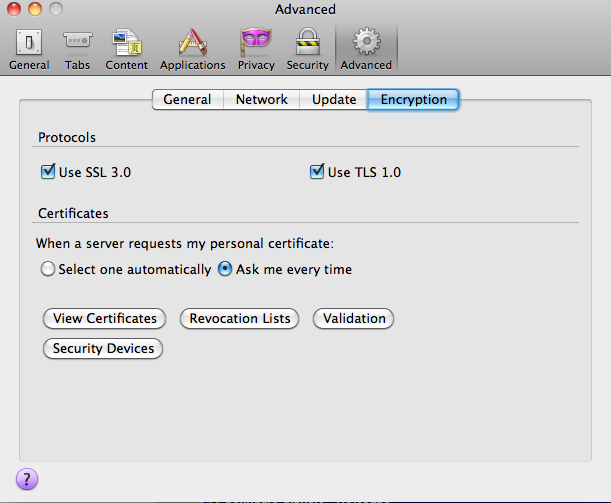 Advanced
General Tabs Content Applications Privacy Security Advanced
General Network Update Encryption
Protocols
Use SSL 3.0 Use TLS 1.0
Certificates
When a server requests my personal certificate:
Select one automatically Ask me every time
View Certificates Revocation Lists Validation
Security Devices
?